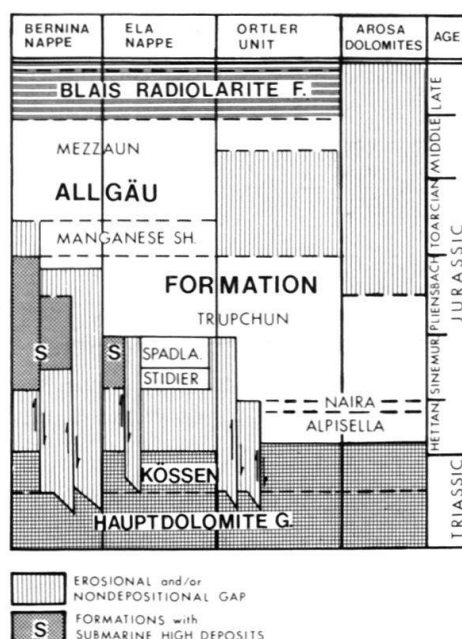 BERNINA NAPPE
ELA NAPPE
ORTLER UNIT
AROSA DOLOMITES
AGE
BLAIS RADIOLARITE F.
MEZZAUN
ALLGÄU
MANGANESE SH.
FORMATION
TRUPCHUN
S
S
SPADLA.
STIDIER
NAIRA
ALPISELLA
KÖSSEN
HAUPTDOLOMITE G.
LATE
MIDDLE
TOARCIAN
PLIENSBACH
SINEMUR
HETTAN
JURASSIC
TRIASSIC
EROSIONAL and/or
NONDEPOSITIONAL GAP
S
FORMATIONS with
SUBMARINE HIGH DEPOSITS